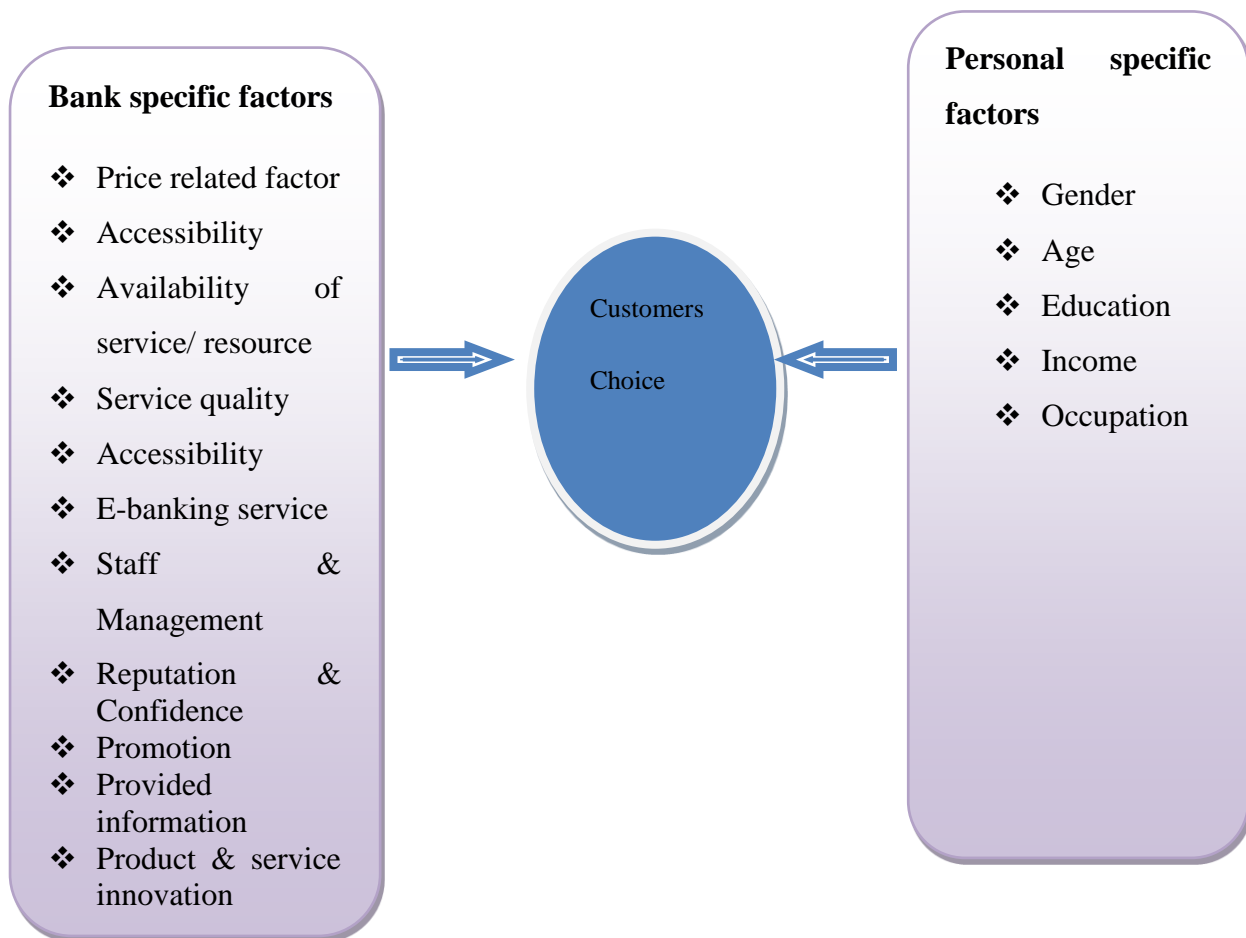 Bank specific factors
❖ Price related factor
❖ Accessibility
❖ Availability of
service/ resource
❖ Service quality
❖ Accessibility
❖ E-banking service
❖ Staff &
Management
❖ Reputation &
Confidence
❖ Promotion
❖ Provided
information
❖ Product & service
innovation
Customers
Choice
Personal specific
factors
❖ Gender
❖ Age
❖ Education
❖ Income
❖ Occupation